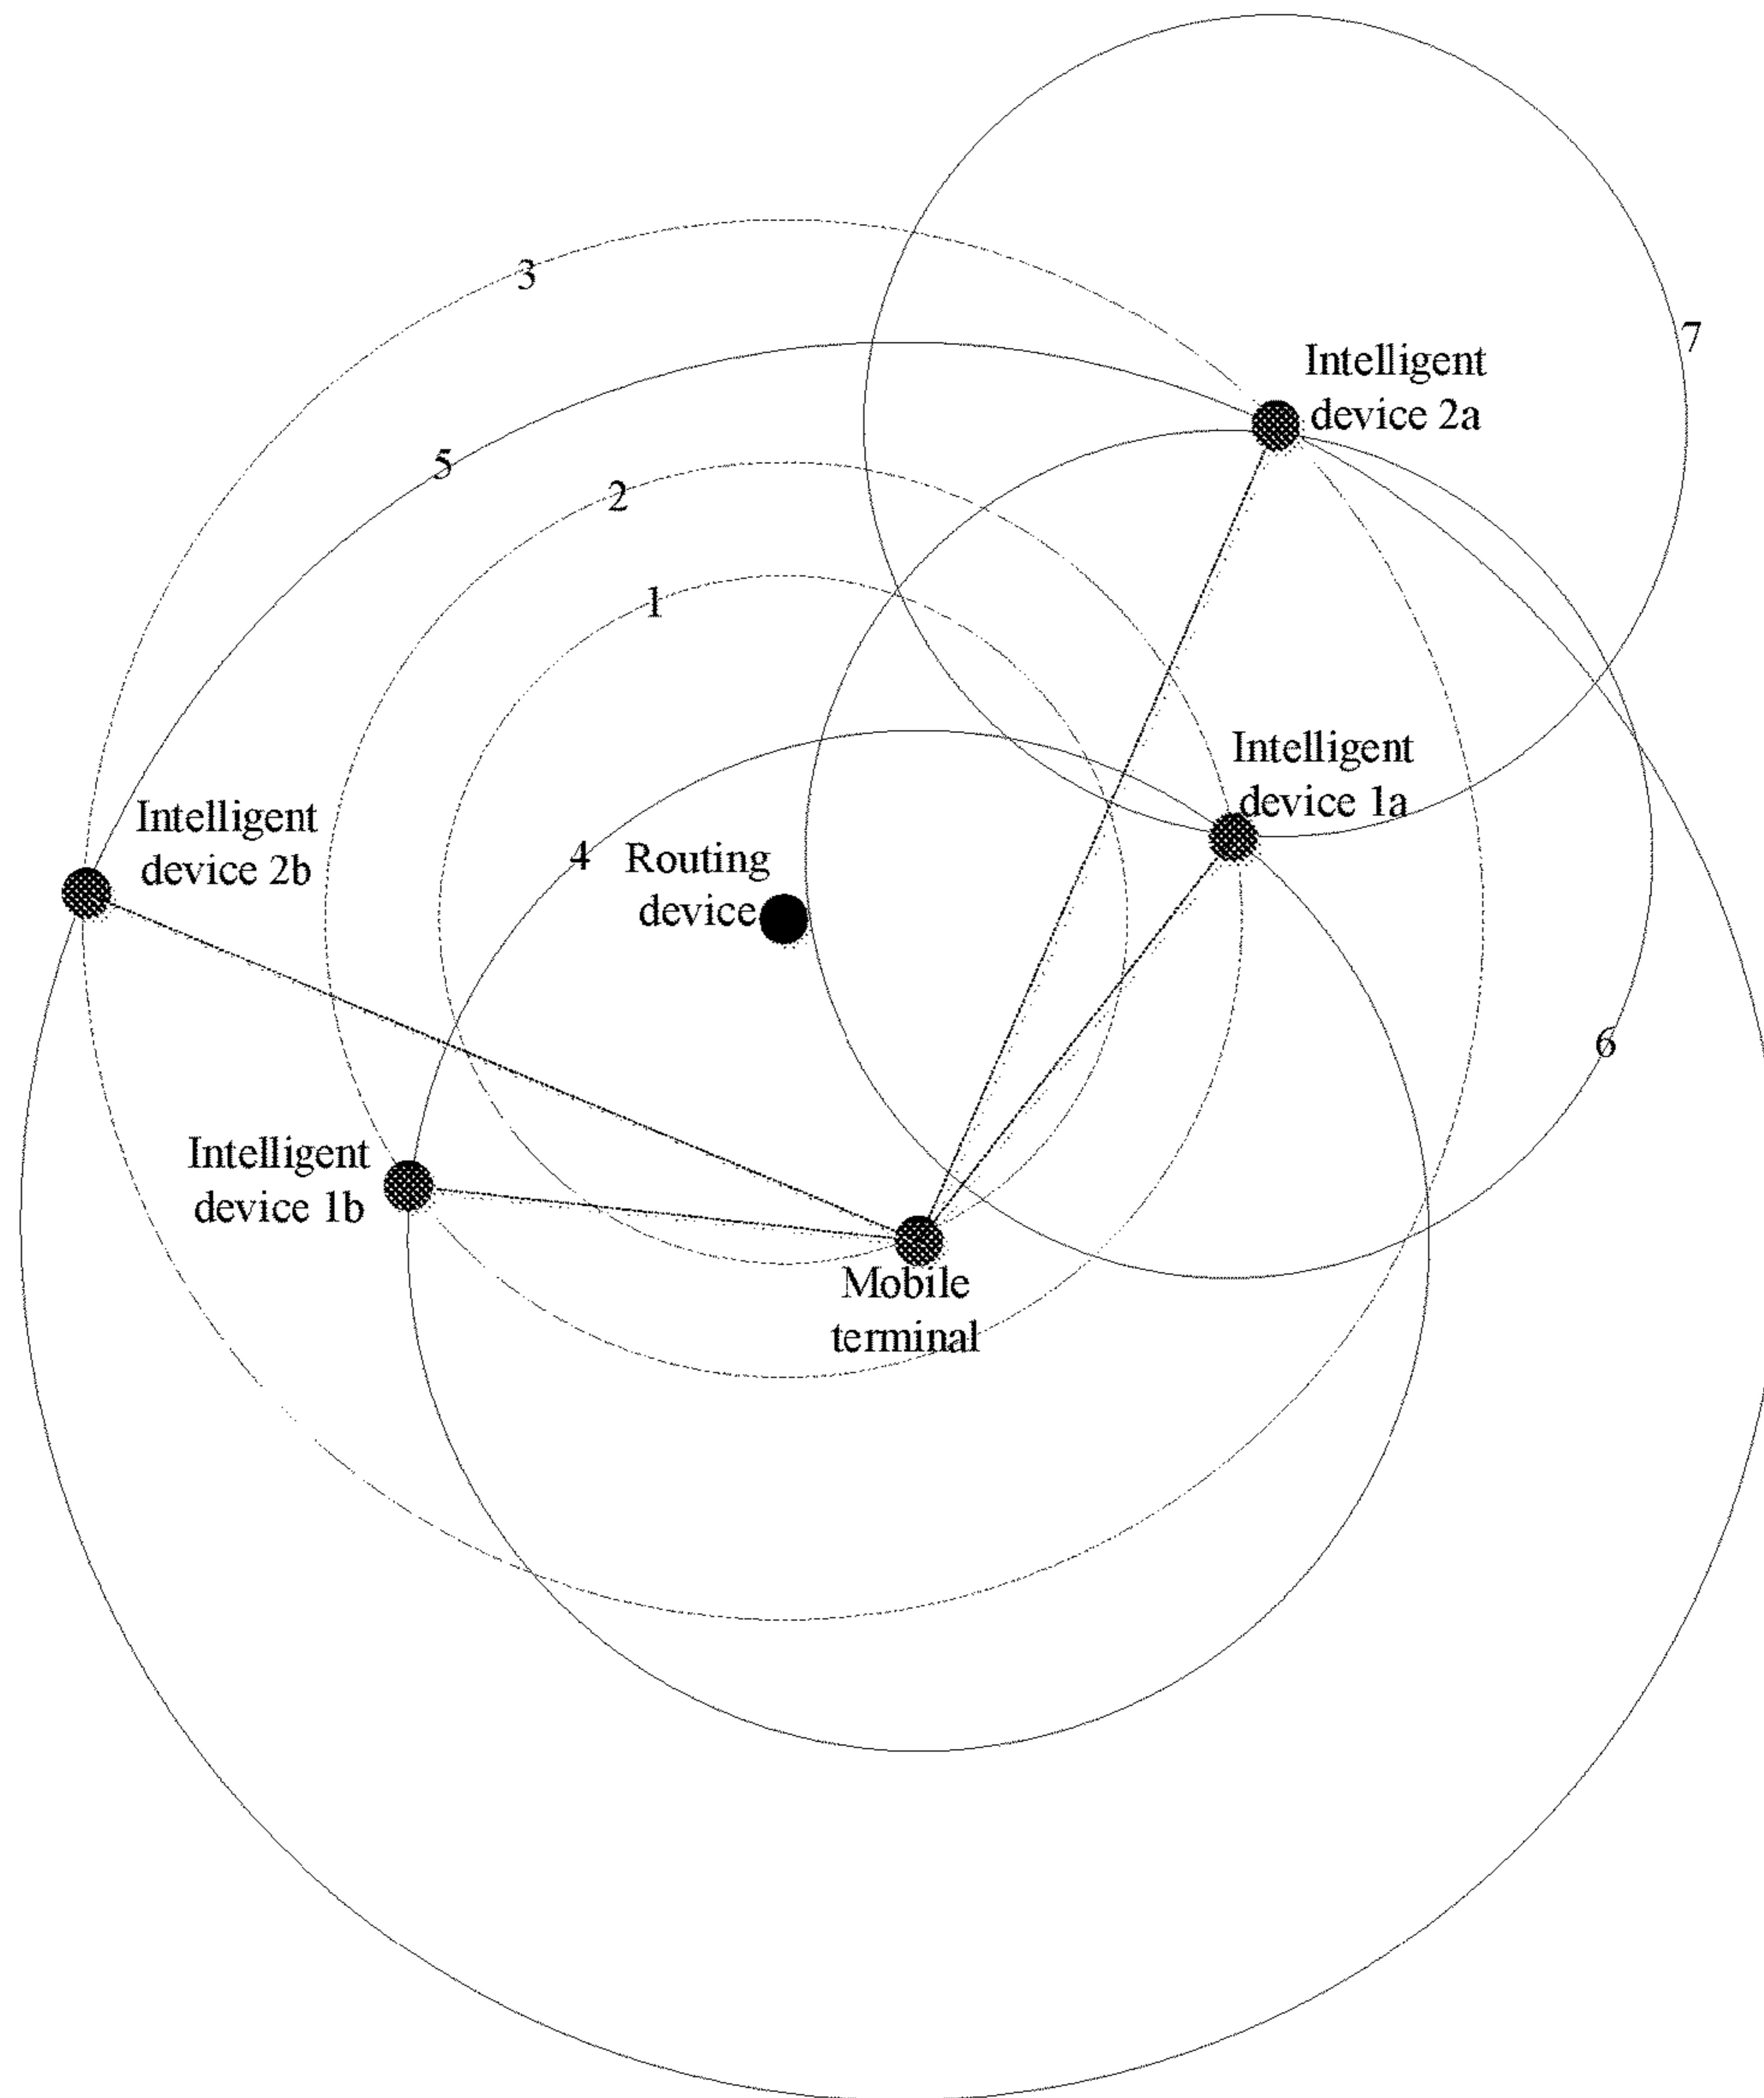 3
7
Intelligent
device 2a
5
2
1
Intelligent
device 1a
Intelligent
device 2b
4
Routing
device
6
Intelligent
device 1b
Mobile
terminal